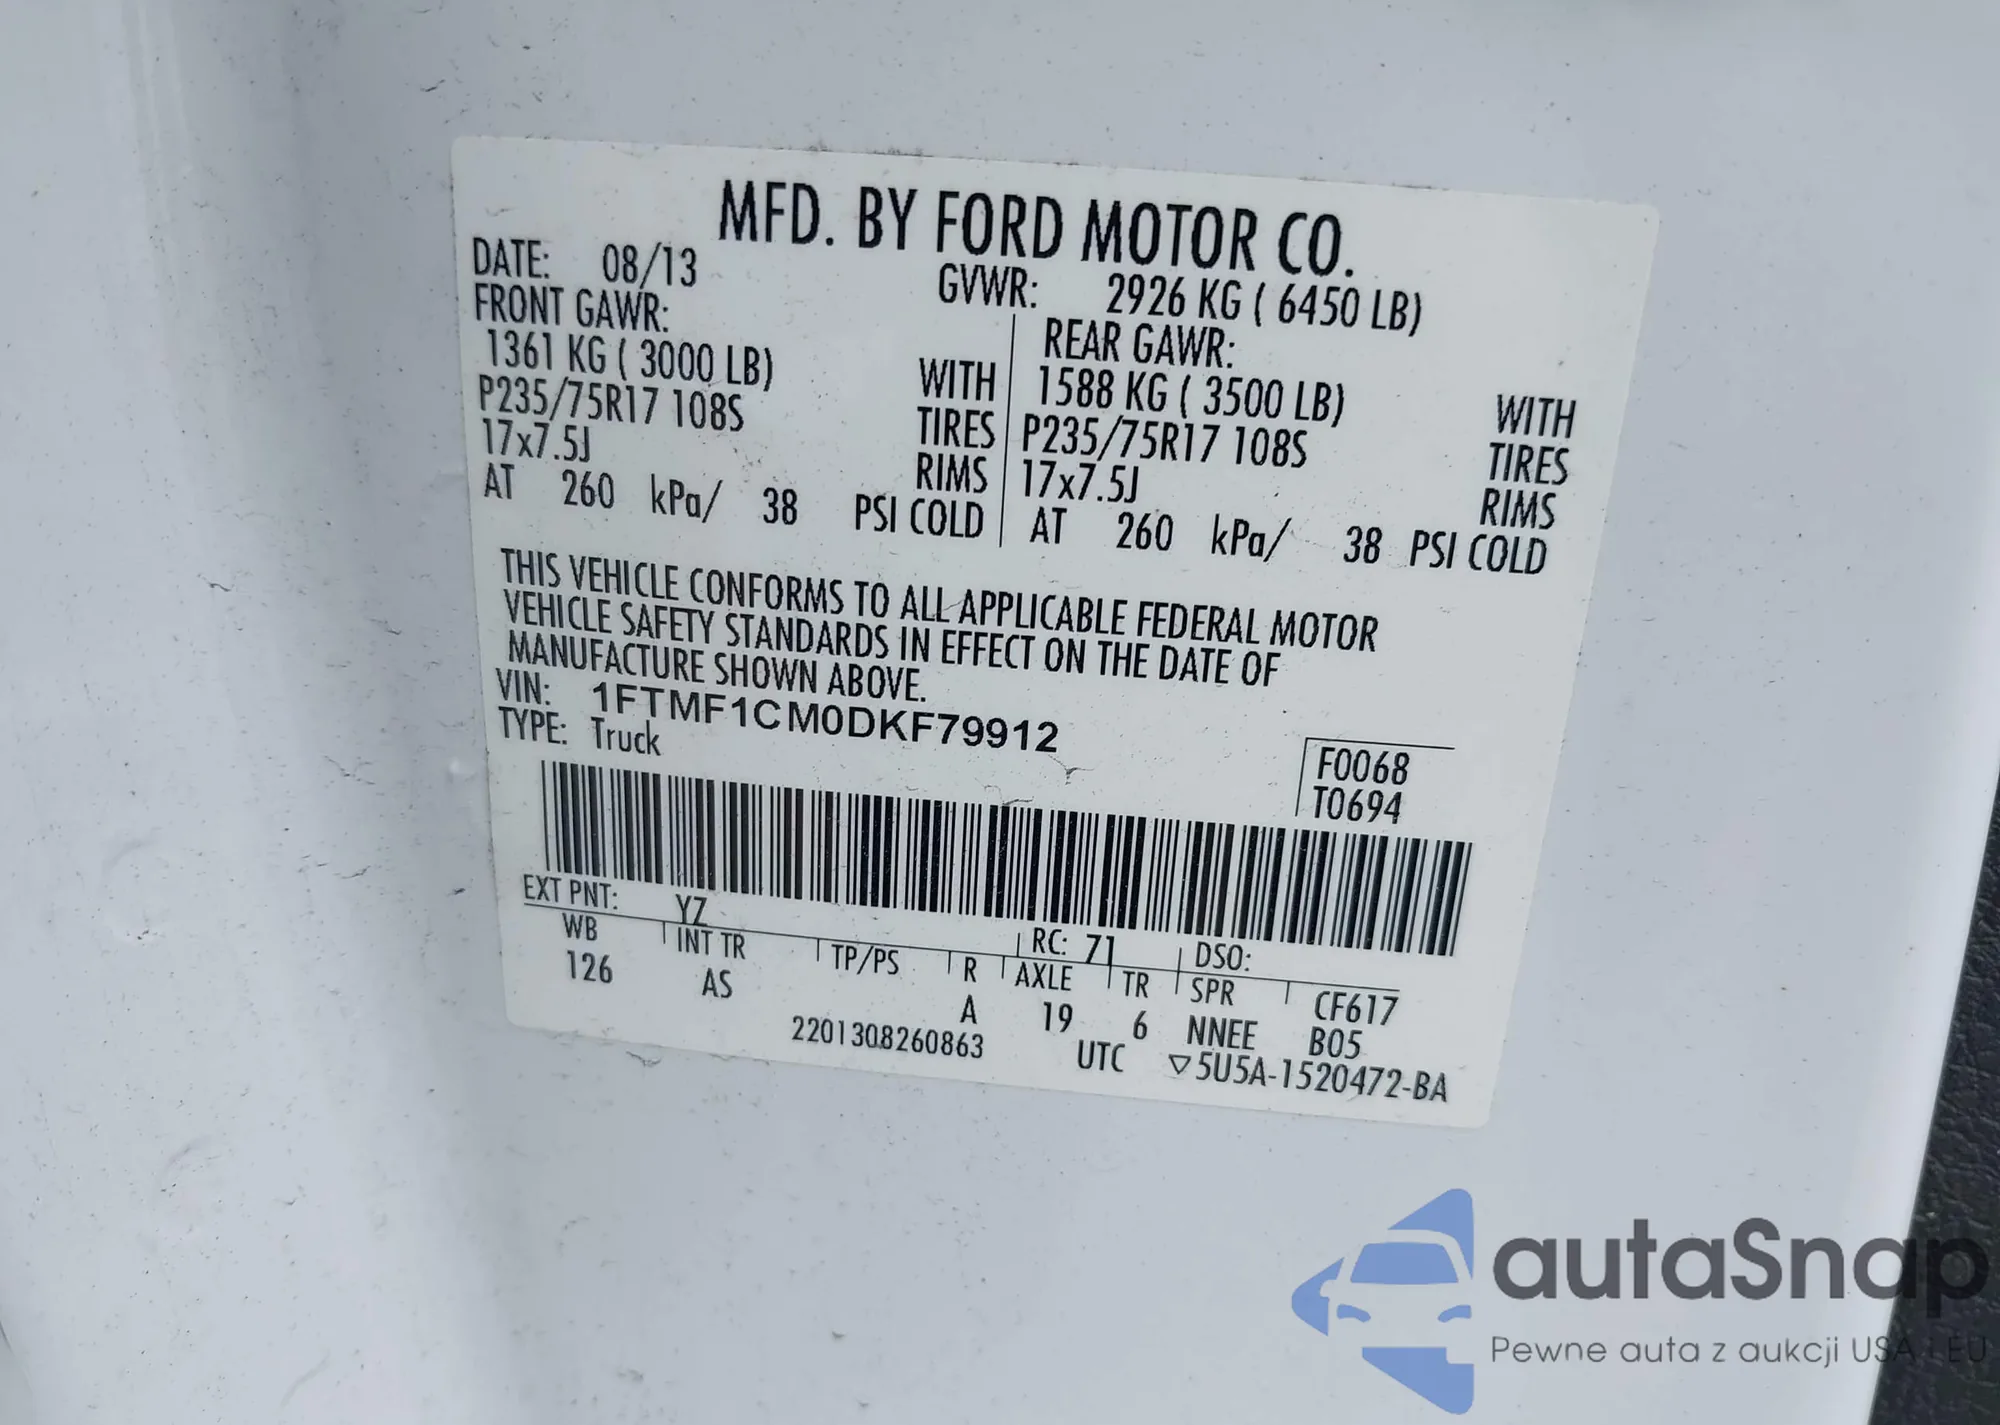 MFD. BY FORD MOTOR CO.
DATE: 08/13 GVWR: 2926 KG ( 6450 LB)
FRONT GAWR: REAR GAWR:
1361 KG ( 3000 LB) WITH 1588 KG ( 3500 LB) WITH
P235/75R17 108S TIRES P235/75R17 108S TIRES
17x7.5J RIMS 17x7.5J RIMS
AT 260 kPa/ 38 PSI COLD AT 260 kPa/ 38 PSI COLD
THIS VEHICLE CONFORMS TO ALL APPLICABLE FEDERAL MOTOR
VEHICLE SAFETY STANDARDS IN EFFECT ON THE DATE OF
MANUFACTURE SHOWN ABOVE.
VIN: 1FTMF1CM0DKF79912
TYPE: Truck
F0068
T0694
EXT PNT: YZ RC: 71 DSO:
WB INT TR TP/PS R AXLE TR SPR CF617
126 AS A 19 6 NNEE B05
2201308260863 UTC ▽5U5A-1520472-BA
autaSnap
Pewne auta z aukcji USA i EU